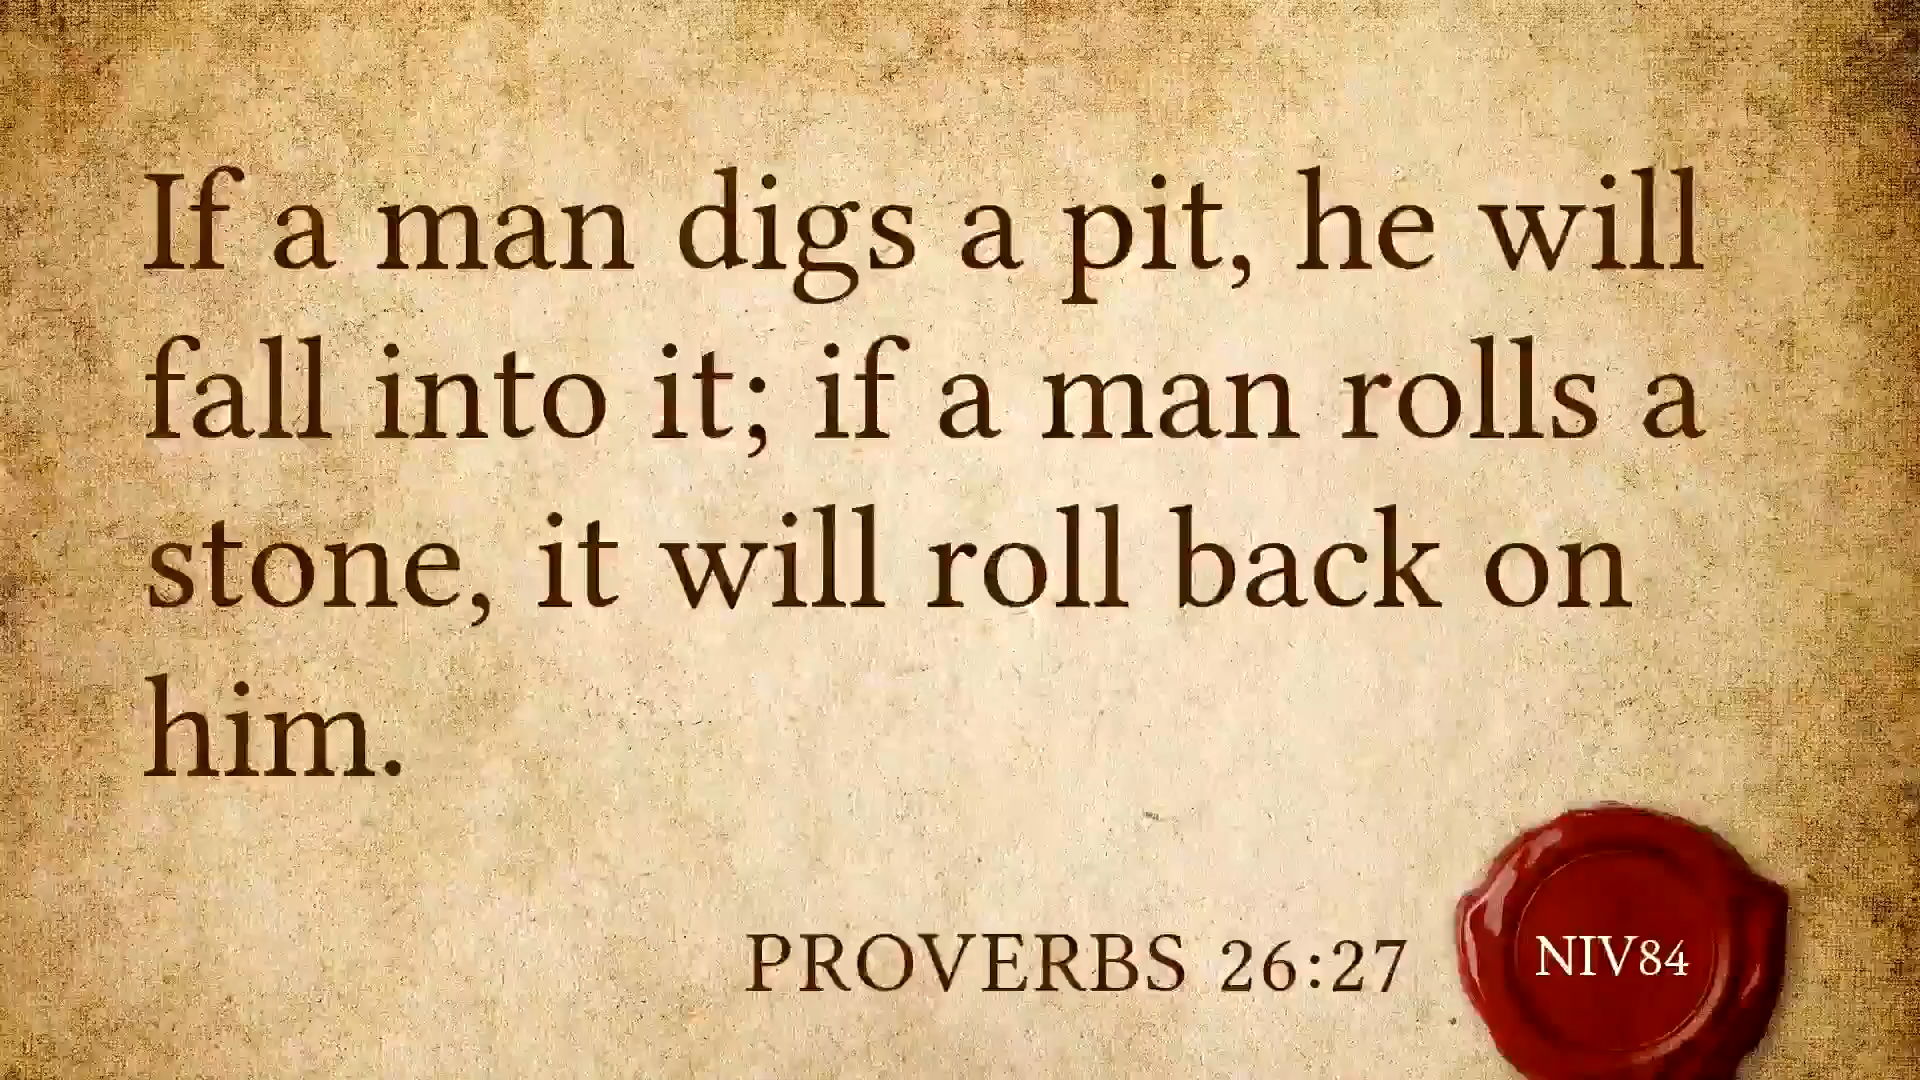 If a man digs a pit, he will
fall into it; if a man rolls a
stone, it will roll back on
him.
PROVERBS 26:27
NIV84